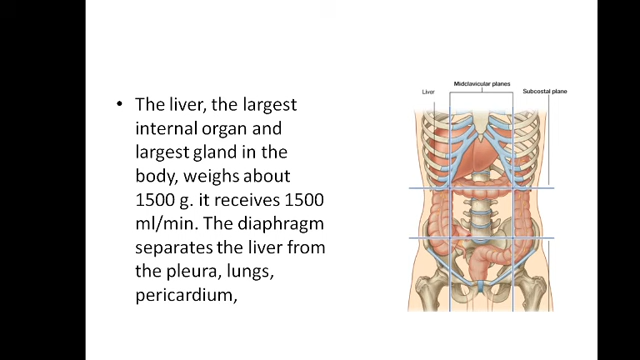 • The liver, the largest
internal organ and
largest gland in the
body, weighs about
1500 g. it receives 1500
ml/min. The diaphragm
separates the liver from
the pleura, lungs,
pericardium,
Midclavicular planes
Liver
Subcostal plane